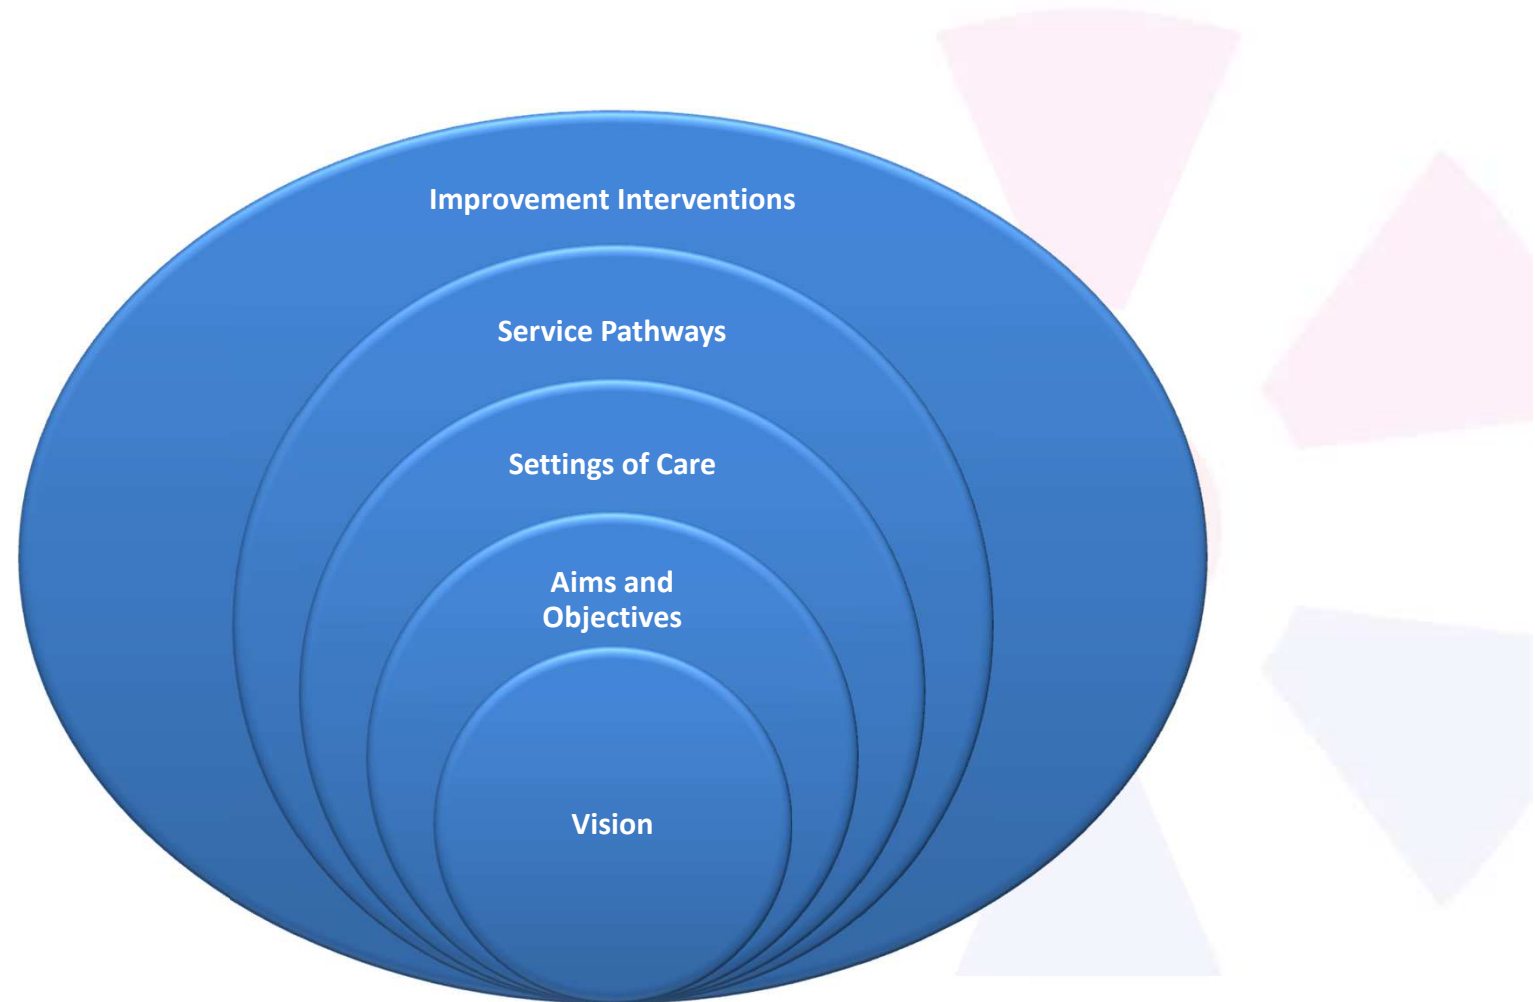 Improvement Interventions
Service Pathways
Settings of Care
Aims and
Objectives
Vision